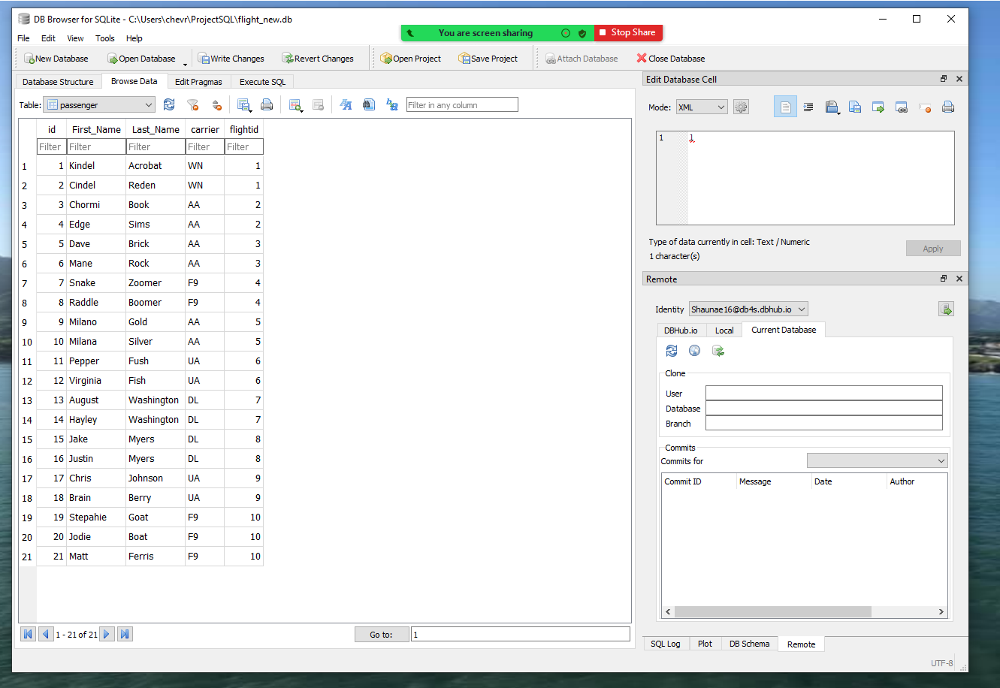 DB Browser for SQLite - C:\Users\chevr\ProjectSQL\flight_new.db
File Edit View Tools Help
You are screen sharing Stop Share
New Database Open Database Write Changes Revert Changes Open Project Save Project Attach Database Close Database
Database Structure Browse Data Edit Pragmas Execute SQL
Table: passenger Filter in any column
id First_Name Last_Name carrier flightid
Filter Filter Filter Filter Filter
1 1 Kindel Acrobat WN 1
2 2 Cindel Reden WN 1
3 3 Chormi Book AA 2
4 4 Edge Sims AA 2
5 5 Dave Brick AA 3
6 6 Mane Rock AA 3
7 7 Snake Zoomer F9 4
8 8 Raddle Boomer F9 4
9 9 Milano Gold AA 5
10 10 Milana Silver AA 5
11 11 Pepper Fush UA 6
12 12 Virginia Fish UA 6
13 13 August Washington DL 7
14 14 Hayley Washington DL 7
15 15 Jake Myers DL 8
16 16 Justin Myers DL 8
17 17 Chris Johnson UA 9
18 18 Brain Berry UA 9
19 19 Stepahie Goat F9 10
20 20 Jodie Boat F9 10
21 21 Matt Ferris F9 10
1 - 21 of 21 Go to: 1
Edit Database Cell
Mode: XML
1 1
Type of data currently in cell: Text / Numeric
1 character(s)
Apply
Remote
Identity Shaunae16@db4s.dbhub.io
DBHub.io Local Current Database
Clone
User
Database
Branch
Commits
Commits for
Commit ID Message Date Author
SQL Log Plot DB Schema Remote
UTF-8